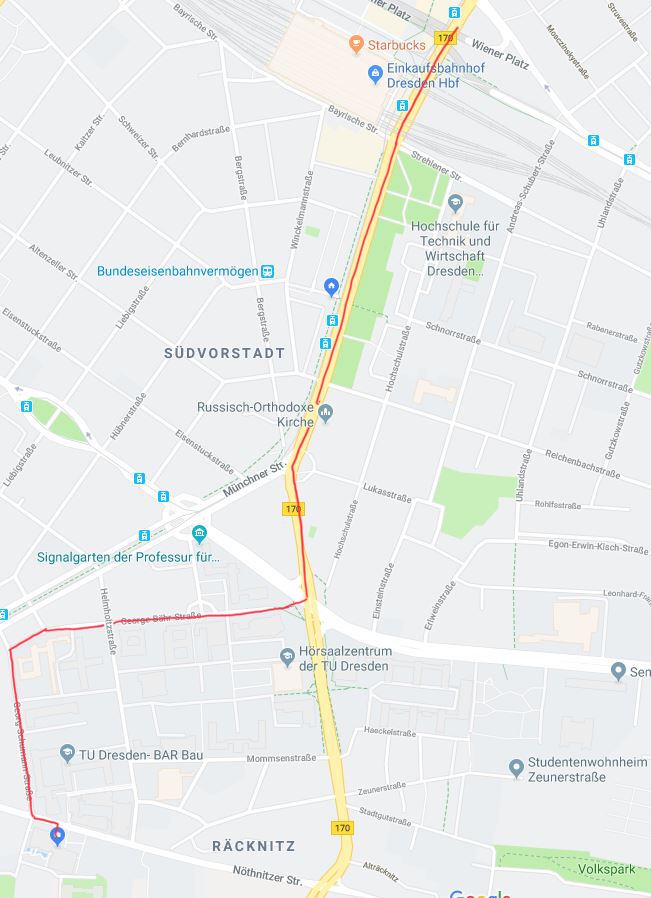 Wiener Platz
170
Wiener Platz
Moaczinskystraße
Struvestraße
Starbucks
Einkaufsbahnhof
Dresden Hbf
Bayrische Str.
Bayrische Str.
Kaitzer Str.
Schweizer Str.
Bernhardstraße
Bergstraße
Leubnitzer Str.
Winckelmannstraße
Strehlener Str.
Andreas-Schubert-Straße
Uhlandstraße
Hochschule für
Technik und
Wirtschaft
Dresden...
Altenzeller Str.
Bundeseisenbahnvermögen
Liebigstraße
Bergstraße
Eisenstuckstraße
SÜDVORSTADT
Hochschulstraße
Schnorrstraße
Rabenerstraße
Gutzkowstraße
Schnorrstraße
Russisch-Orthodoxe
Kirche
Hübnerstraße
Eisenstuckstraße
Liebigstraße
Gutzkowstraße
Reichenbachstraße
Münchner Str.
Lukasstraße
Uhlandstraße
170
Rohlfsstraße
Hochschulstraße
Signalgarten der Professur für...
Egon-Erwin-Kisch-Straße
Helmholtzstraße
Einsteinstraße
Erlweinstraße
Leonhard-Fran
George-Bähr-Straße
Hörsaalzentrum
der TU Dresden
Sem
Georg-Schumann-Straße
TU Dresden- BAR Bau
Haeckelstraße
Mommsenstraße
Studentenwohnheim
Zeunerstraße
Zeunerstraße
Stadtgutstraße
170
RÄCKNITZ
Nöthnitzer Str.
Alträcknitz
Volkspark
Google